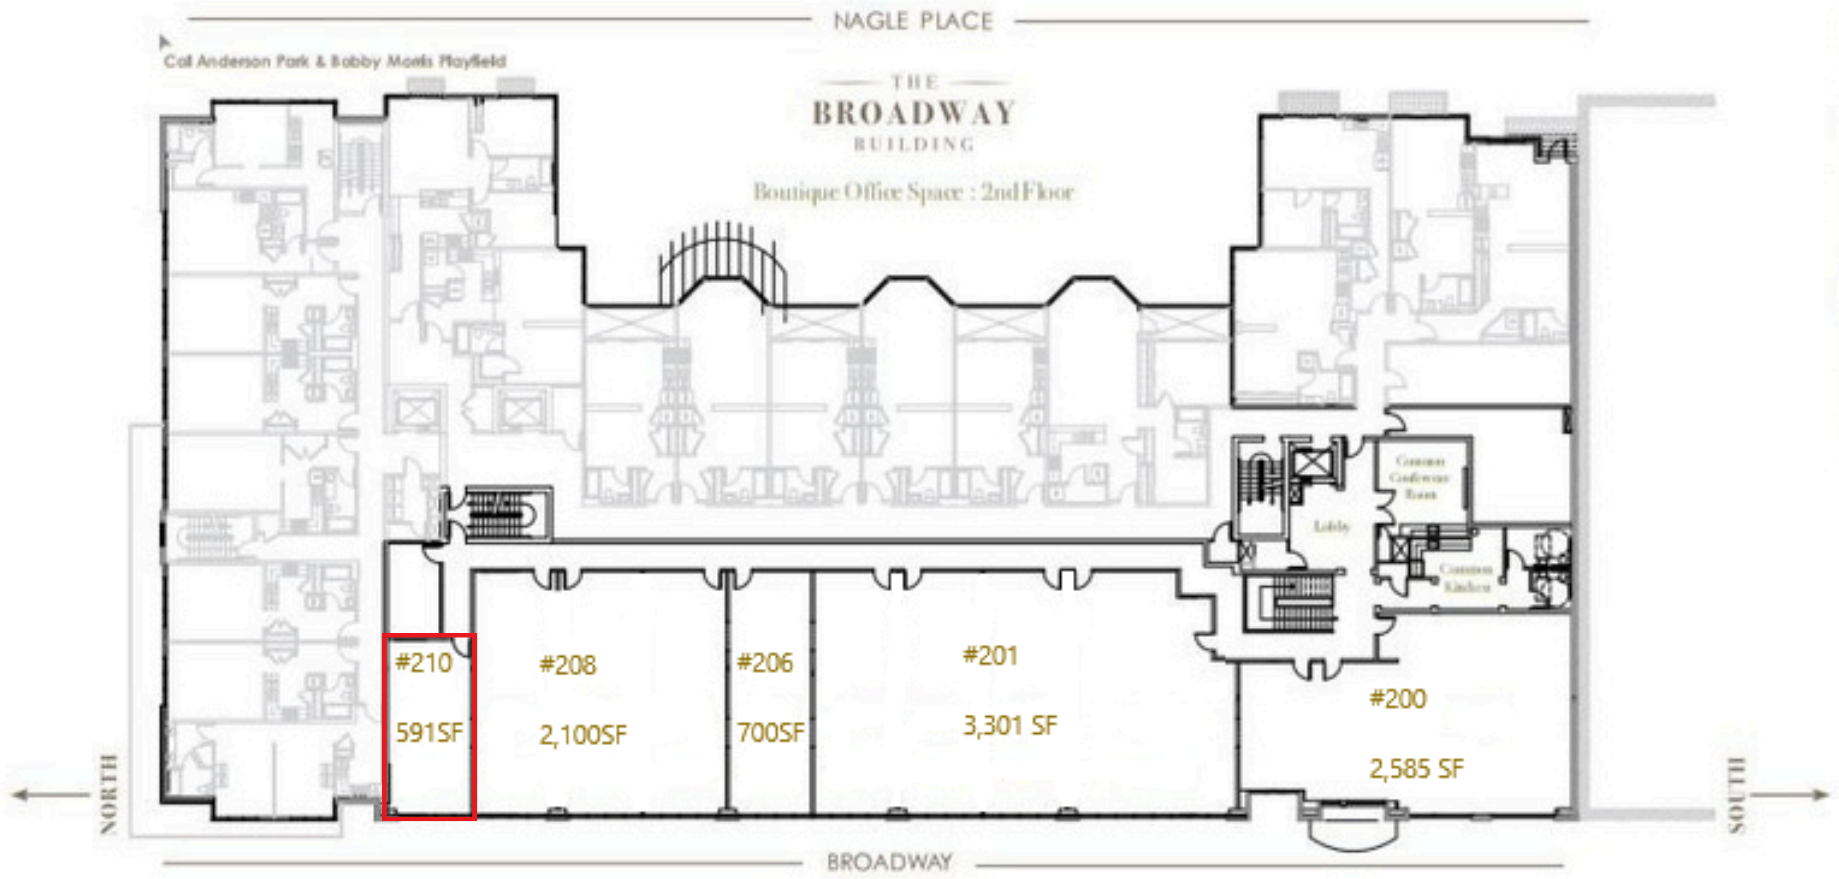 NAGLE PLACE
Cal Anderson Park & Bobby Morris Playfield
THE
BROADWAY
BUILDING
Boutique Office Space : 2nd Floor
Common
Conference
Room
Lobby
Common
Kitchen
#210
591SF
#208
2,100SF
#206
700SF
#201
3,301 SF
#200
2,585 SF
NORTH
SOUTH
BROADWAY